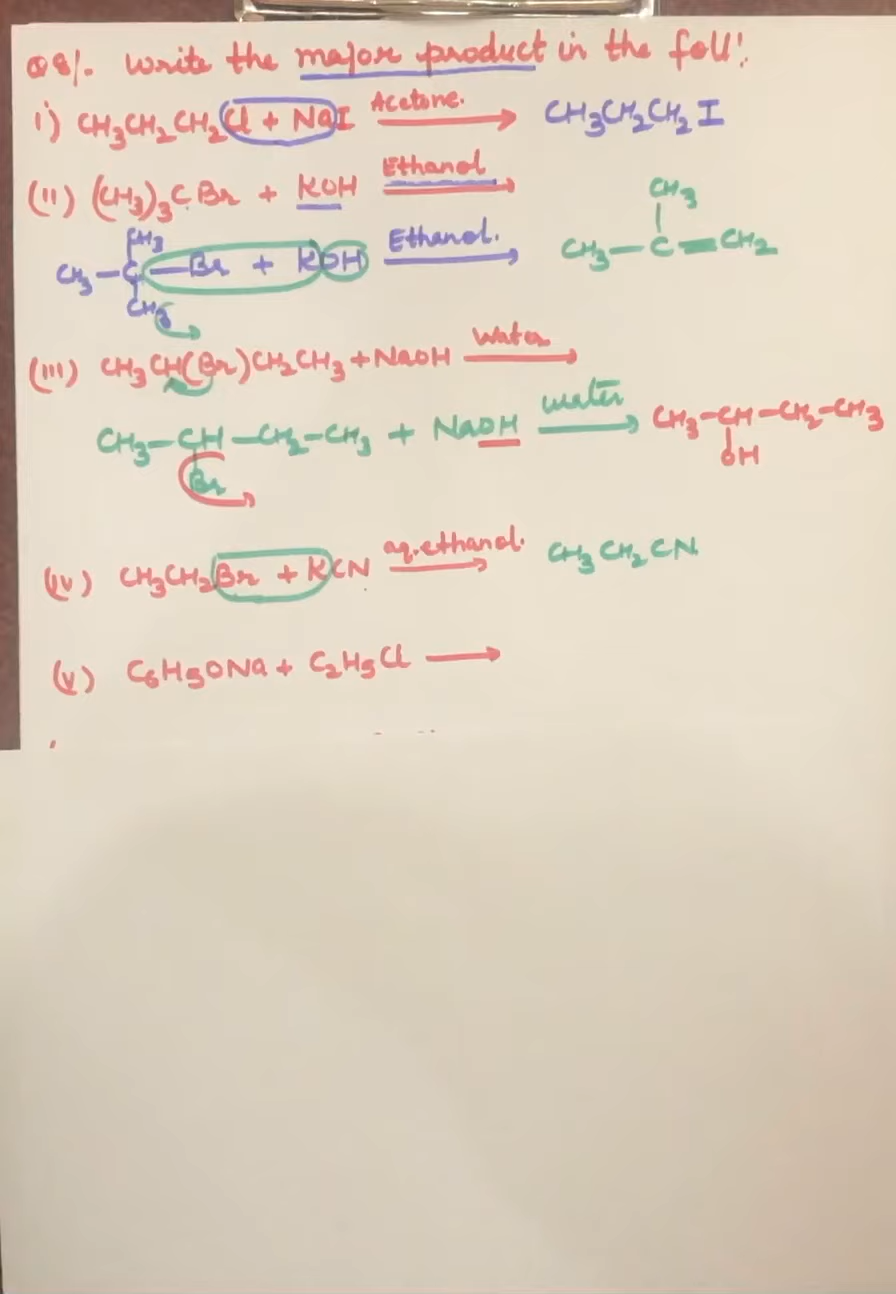 Q8/. Write the major product in the foll!
i) CH₃CH₂CH₂Cl + NaI Acetone. → CH₃CH₂CH₂I
(ii) (CH₃)₃CBr + KOH Ethanol →
CH₃
CH₃
CH₃—C—Br + KOH Ethanol. → CH₃—C=CH₂
CH₃
(iii) CH₃CH(Br)CH₂CH₃ + NaOH Water →
CH₃—CH—CH₂—CH₃ + NaOH water → CH₃—CH—CH₂—CH₃
Br
OH
(iv) CH₃CH₂Br + KCN aq. ethanol. → CH₃CH₂CN
(v) C₆H₅ONa + C₂H₅Cl →